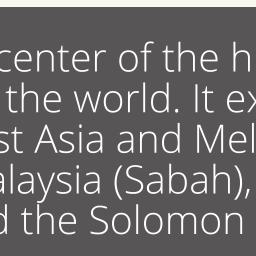 center of the h
the world. It ex
st Asia and Mel
alaysia (Sabah),
d the Solomon